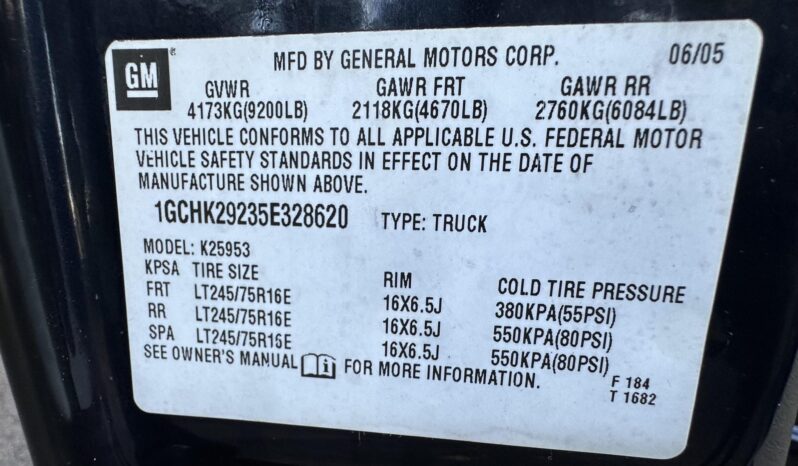 GM
MFD BY GENERAL MOTORS CORP. 06/05
GVWR GAWR FRT GAWR RR
4173KG(9200LB) 2118KG(4670LB) 2760KG(6084LB)
THIS VEHICLE CONFORMS TO ALL APPLICABLE U.S. FEDERAL MOTOR
VEHICLE SAFETY STANDARDS IN EFFECT ON THE DATE OF
MANUFACTURE SHOWN ABOVE.
1GCHK29235E328620 TYPE: TRUCK
MODEL: K25953
KPSA TIRE SIZE RIM COLD TIRE PRESSURE
FRT LT245/75R16E 16X6.5J 380KPA(55PSI)
RR LT245/75R16E 16X6.5J 550KPA(80PSI)
SPA LT245/75R16E 16X6.5J 550KPA(80PSI)
SEE OWNER'S MANUAL i FOR MORE INFORMATION.
F 184
T 1682